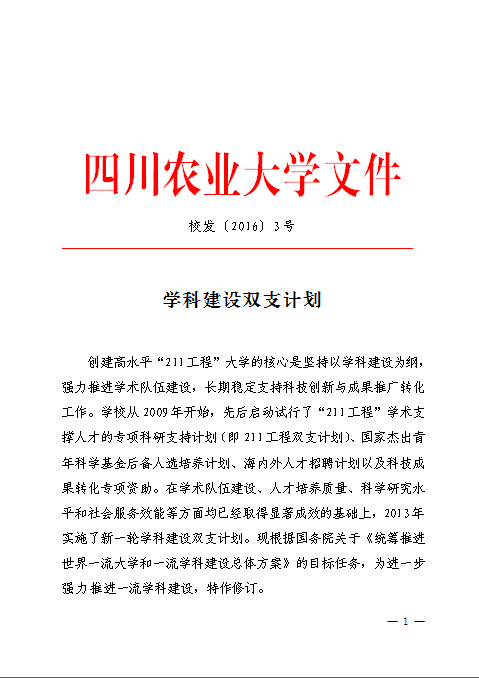 四川农业大学文件
校发〔2016〕3号
学科建设双支计划
创建高水平“211工程”大学的核心是坚持以学科建设为纲，
强力推进学术队伍建设，长期稳定支持科技创新与成果推广转化
工作。学校从2009年开始，先后启动试行了“211工程”学术支
撑人才的专项科研支持计划（即211工程双支计划）、国家杰出青
年科学基金后备人选培养计划、海内外人才招聘计划以及科技成
果转化专项资助。在学术队伍建设、人才培养质量、科学研究水
平和社会服务效能等方面均已经取得显著成效的基础上，2013年
实施了新一轮学科建设双支计划。现根据国务院关于《统筹推进
世界一流大学和一流学科建设总体方案》的目标任务，为进一步
强力推进一流学科建设，特作修订。
— 1 —